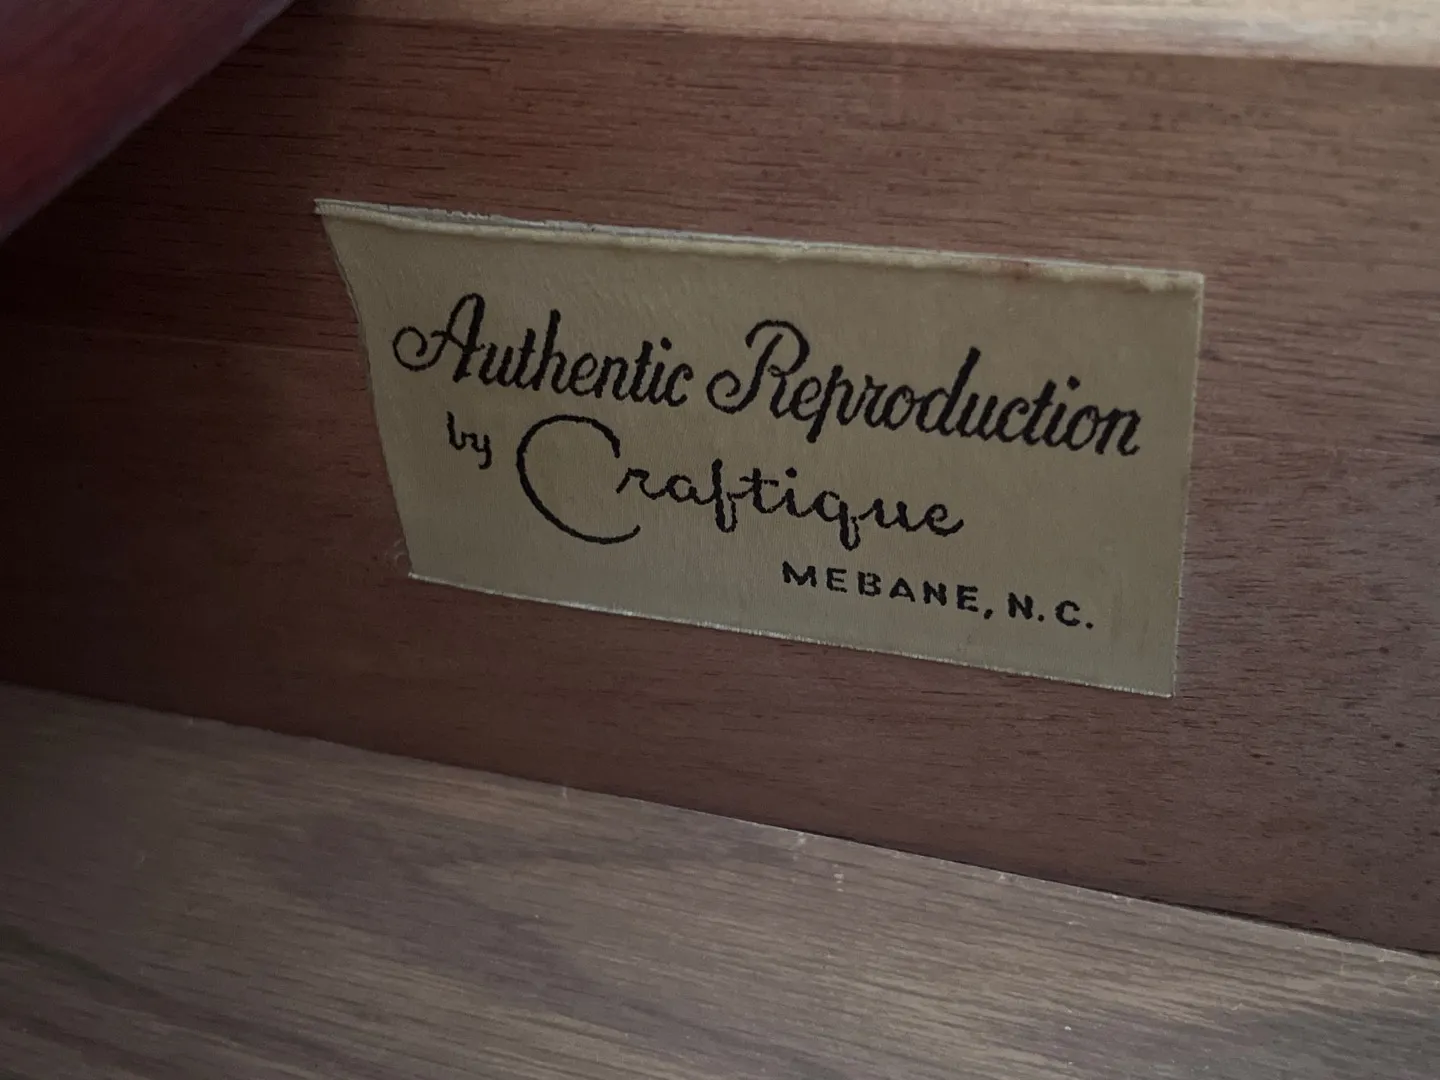 Authentic Reproduction
by Craftique
MEBANE, N.C.